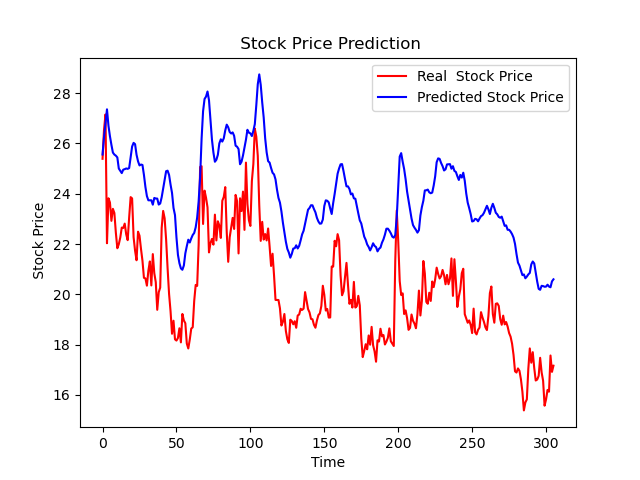 Stock Price Prediction
Real  Stock Price
Predicted Stock Price
Stock Price
28
26
24
22
20
18
16
0 50 100 150 200 250 300
Time